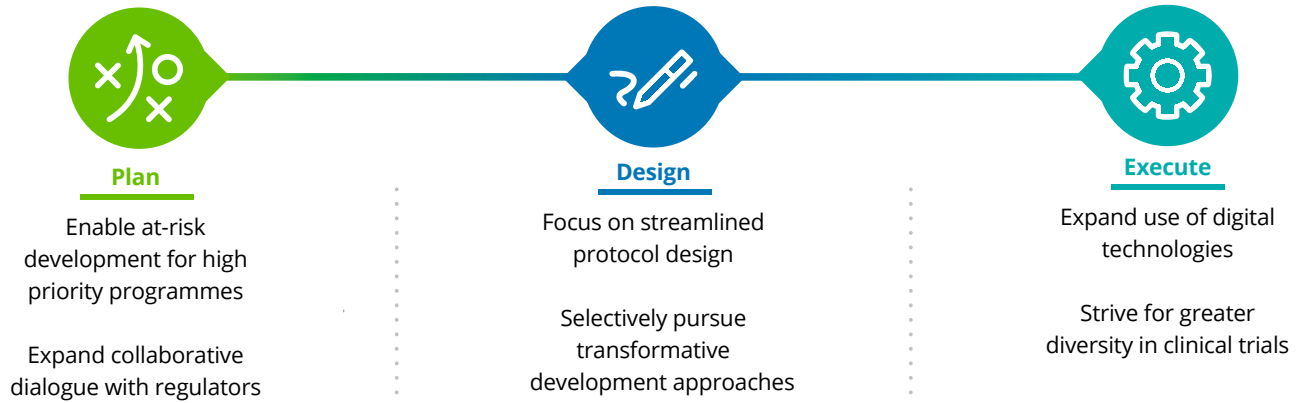 Plan
Enable at-risk
development for high
priority programmes
Expand collaborative
dialogue with regulators
Design
Focus on streamlined
protocol design
Selectively pursue
transformative
development approaches
Execute
Expand use of digital
technologies
Strive for greater
diversity in clinical trials